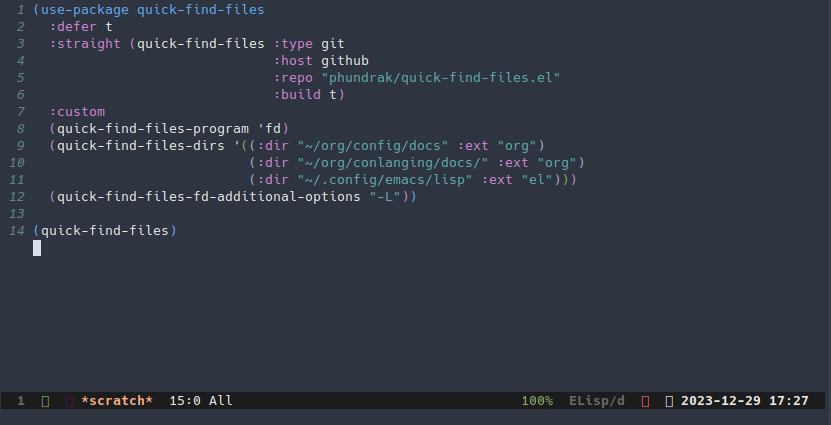 1 (use-package quick-find-files
2   :defer t
3   :straight (quick-find-files :type git
4                               :host github
5                               :repo "phundrak/quick-find-files.el"
6                               :build t)
7   :custom
8   (quick-find-files-program 'fd)
9   (quick-find-files-dirs '((:dir "~/org/config/docs" :ext "org")
10                           (:dir "~/org/conlanging/docs/" :ext "org")
11                           (:dir "~/.config/emacs/lisp" :ext "el")))
12  (quick-find-files-fd-additional-options "-L"))
13
14 (quick-find-files)
1 *scratch* 15:0 All 100% ELisp/d 2023-12-29 17:27